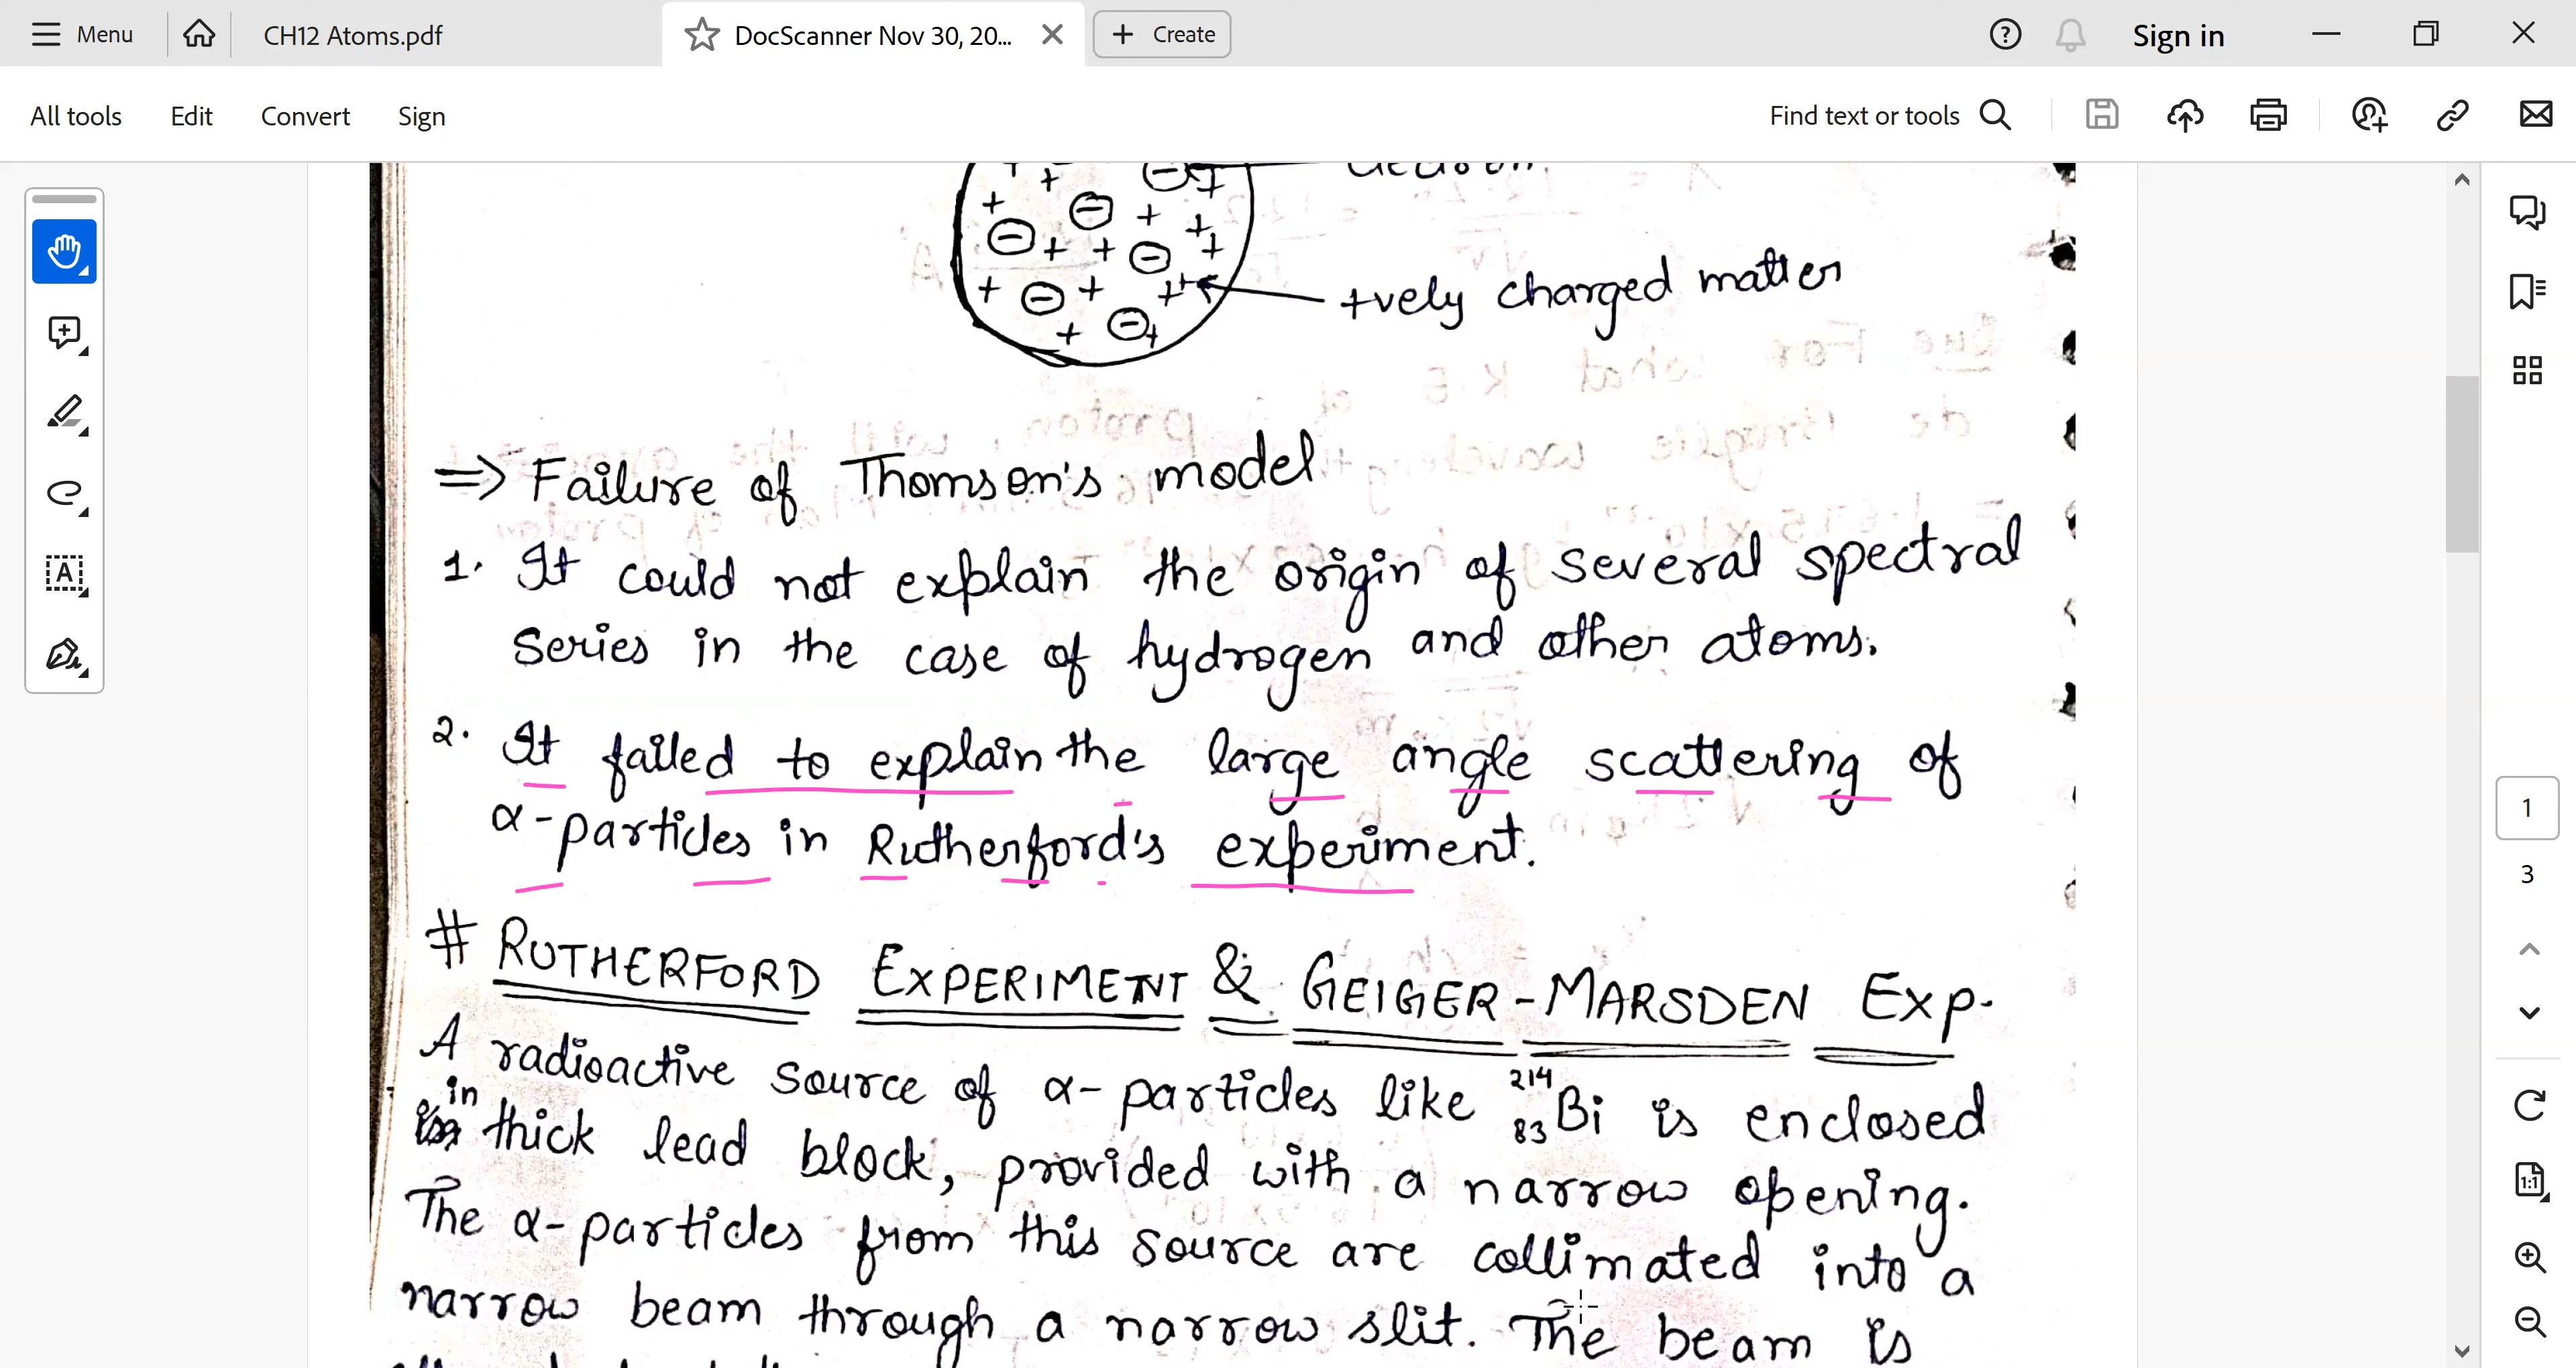 Menu
CH12 Atoms.pdf
DocScanner Nov 30, 20...
+ Create
Sign in
All tools
Edit
Convert
Sign
Find text or tools
+vely charged matter
⇒ Failure of Thomson's model
1. It could not explain the origin of several spectral
series in the case of hydrogen and other atoms.
2. It failed to explain the large angle scattering of
α-particles in Rutherford's experiment.
# RUTHERFORD EXPERIMENT & GEIGER-MARSDEN EXP.
A radioactive source of α-particles like ²¹⁴₈₃Bi is enclosed
in thick lead block, provided with a narrow opening.
The α-particles from this source are collimated into a
narrow beam through a narrow slit. The beam is
1
3